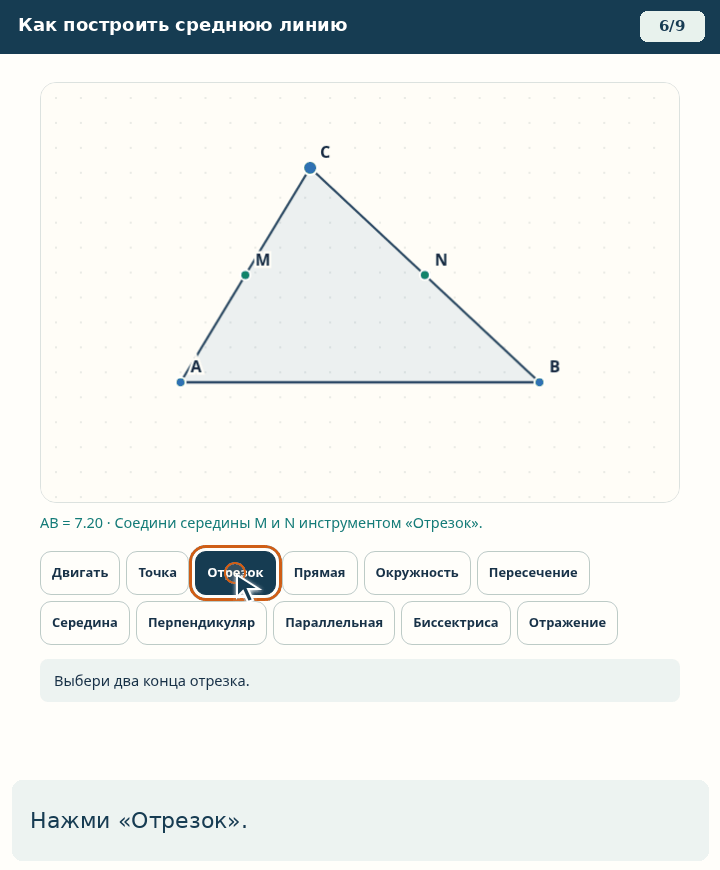 Как построить среднюю линию
6/9
C
M
N
A
B
AB = 7.20 · Соедини середины M и N инструментом «Отрезок».
Двигать Точка Отрезок Прямая Окружность Пересечение
Середина Перпендикуляр Параллельная Биссектриса Отражение
Выбери два конца отрезка.
Нажми «Отрезок».